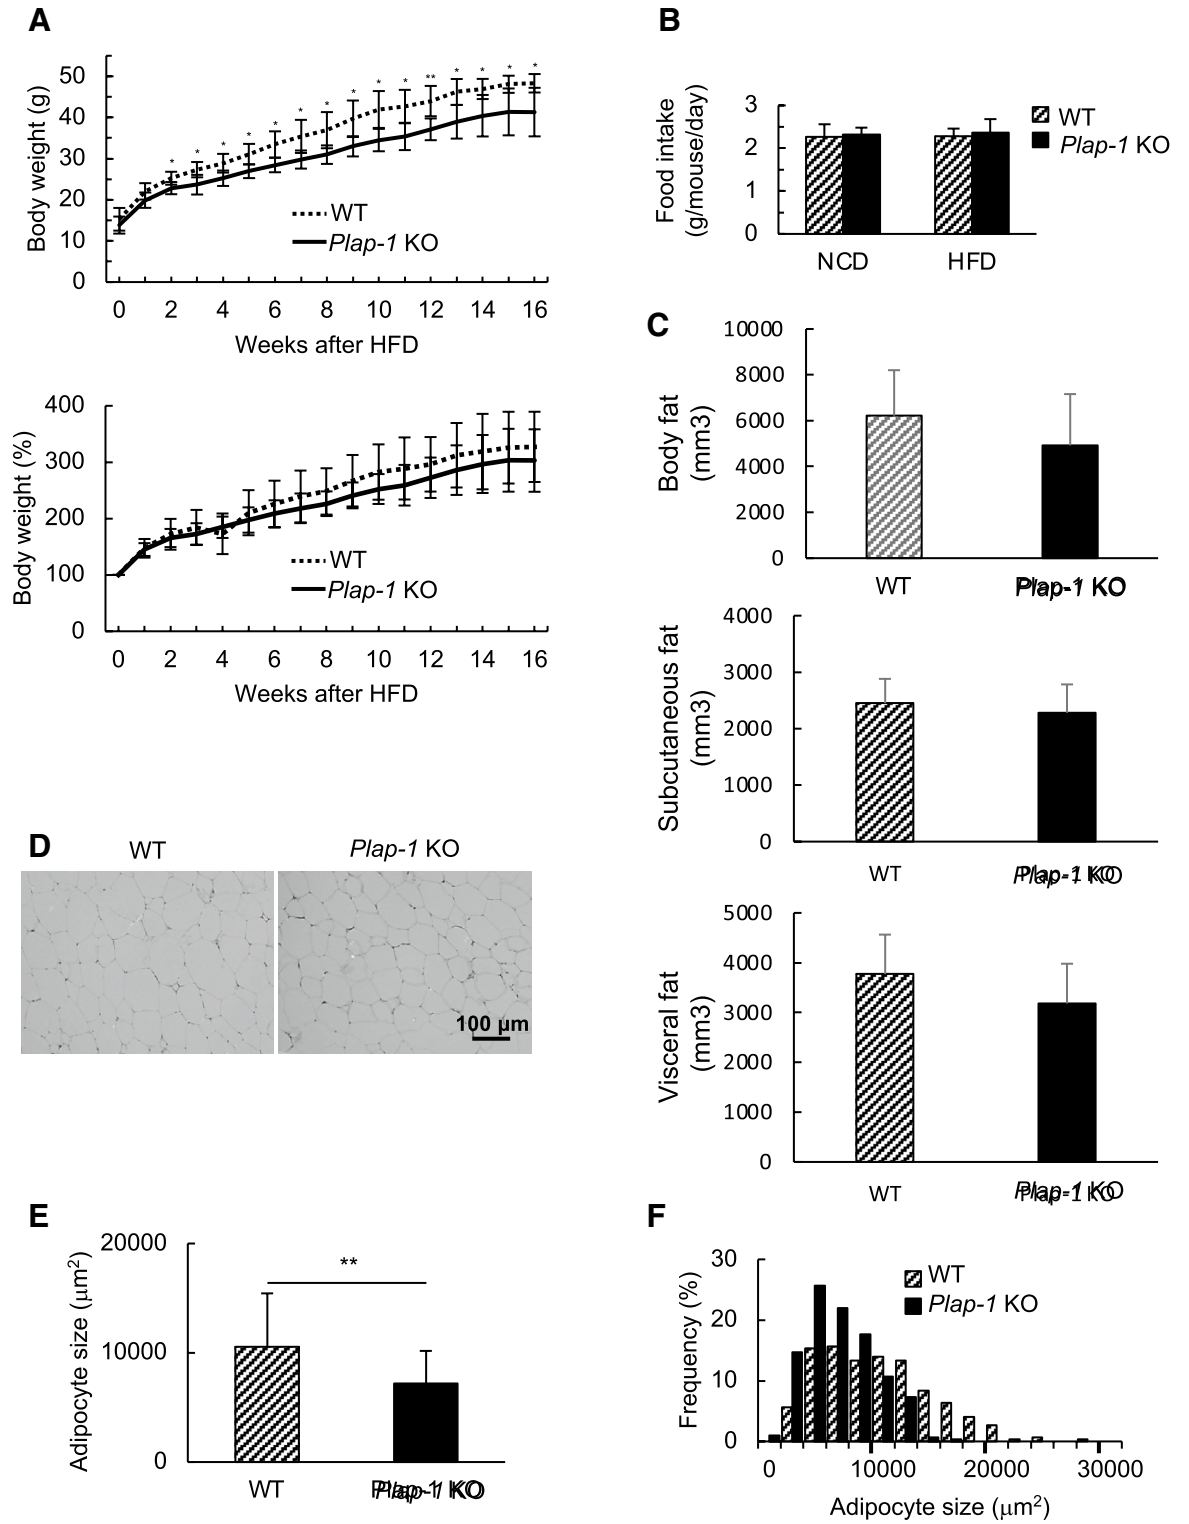 A
Body weight (g)
50
40
30
20
10
0
* * * * * * * * * * ** * * * *
WT
Plap-1 KO
0 2 4 6 8 10 12 14 16
Weeks after HFD
Body weight (%)
400
300
200
100
0
WT
Plap-1 KO
0 2 4 6 8 10 12 14 16
Weeks after HFD
B
Food intake
(g/mouse/day)
3
2
1
0
NCD HFD
WT
Plap-1 KO
C
Body fat
(mm3)
10000
8000
6000
4000
2000
0
WT Plap-1 KO
Subcutaneous fat
(mm3)
4000
3000
2000
1000
0
WT Plap-1 KO
Visceral fat
(mm3)
5000
4000
3000
2000
1000
0
WT Plap-1 KO
D
WT Plap-1 KO
100 µm
E
Adipocyte size (µm²)
20000
10000
0
**
WT Plap-1 KO
F
Frequency (%)
30
20
10
0
WT
Plap-1 KO
0 10000 20000 30000
Adipocyte size (µm²)